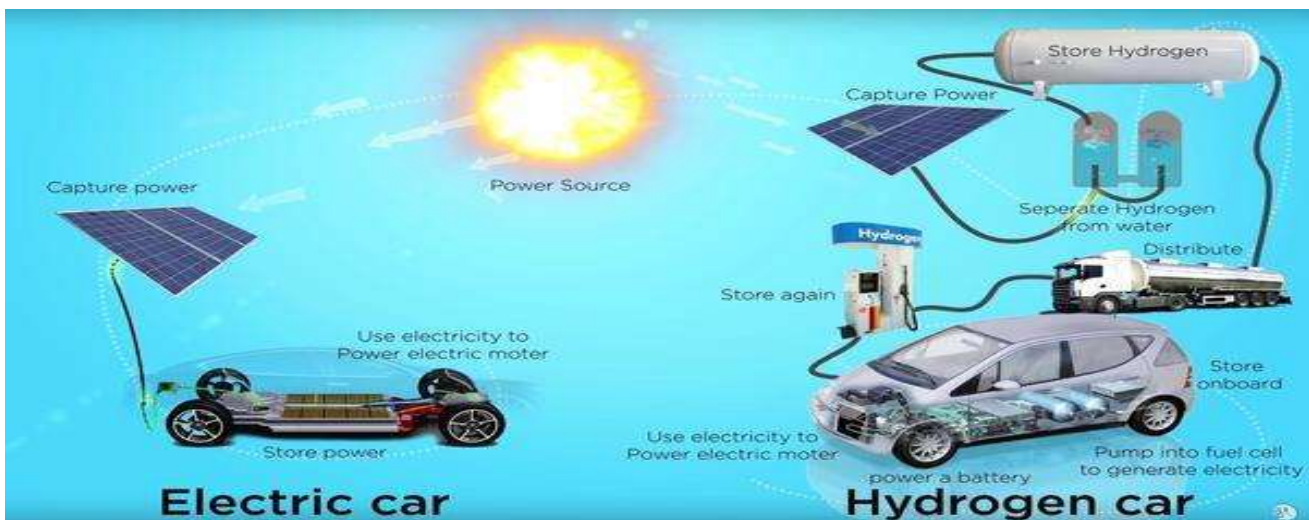 Power Source
Capture power
Use electricity to
Power electric moter
Store power
Electric car
Store Hydrogen
Capture Power
Seperate Hydrogen
from water
Distribute
Hydrogen
Store again
Store
onboard
Use electricity to
Power electric moter
power a battery
Pump into fuel cell
to generate electricity
Hydrogen car